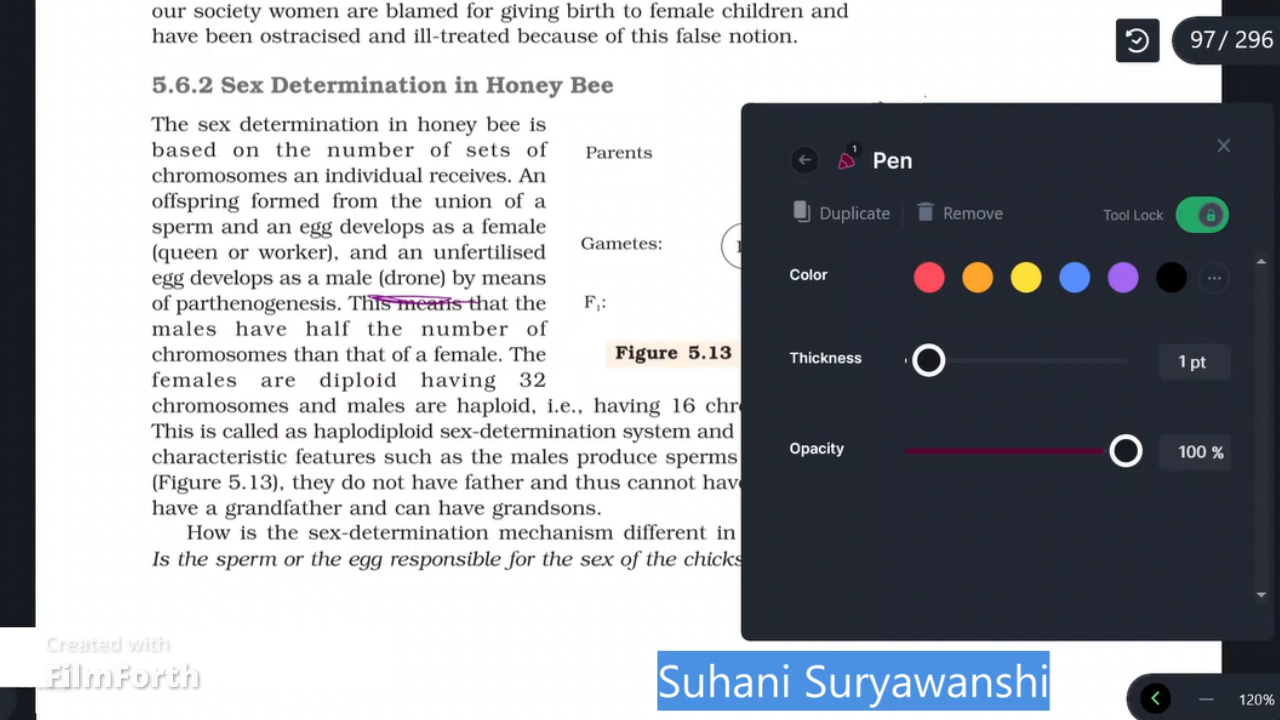 our society women are blamed for giving birth to female children and
have been ostracised and ill-treated because of this false notion.
97/ 296
5.6.2 Sex Determination in Honey Bee
The sex determination in honey bee is
based on the number of sets of
chromosomes an individual receives. An
offspring formed from the union of a
sperm and an egg develops as a female
(queen or worker), and an unfertilised
egg develops as a male (drone) by means
of parthenogenesis. This means that the
males have half the number of
chromosomes than that of a female. The
females are diploid having 32
chromosomes and males are haploid, i.e., having 16 chr
This is called as haplodiploid sex-determination system and
characteristic features such as the males produce sperms
(Figure 5.13), they do not have father and thus cannot hav
have a grandfather and can have grandsons.
How is the sex-determination mechanism different in
Is the sperm or the egg responsible for the sex of the chicks
Parents
Gametes:
F1:
Figure 5.13
1
Pen
Duplicate
Remove
Tool Lock
Color
Thickness
1 pt
Opacity
100 %
Created with
FilmForth
Suhani Suryawanshi
120%